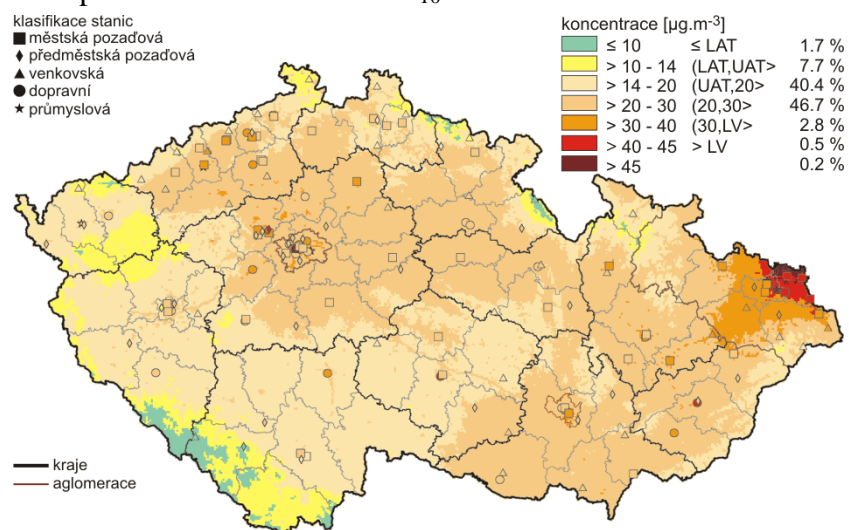 10
klasifikace stanic
městská pozaďová
předměstská pozaďová
venkovská
dopravní
průmyslová
koncentrace [µg.m-3]
≤ 10 ≤ LAT 1.7 %
> 10 - 14 (LAT,UAT> 7.7 %
> 14 - 20 (UAT,20> 40.4 %
> 20 - 30 (20,30> 46.7 %
> 30 - 40 (30,LV> 2.8 %
> 40 - 45 > LV 0.5 %
> 45 0.2 %
kraje
aglomerace